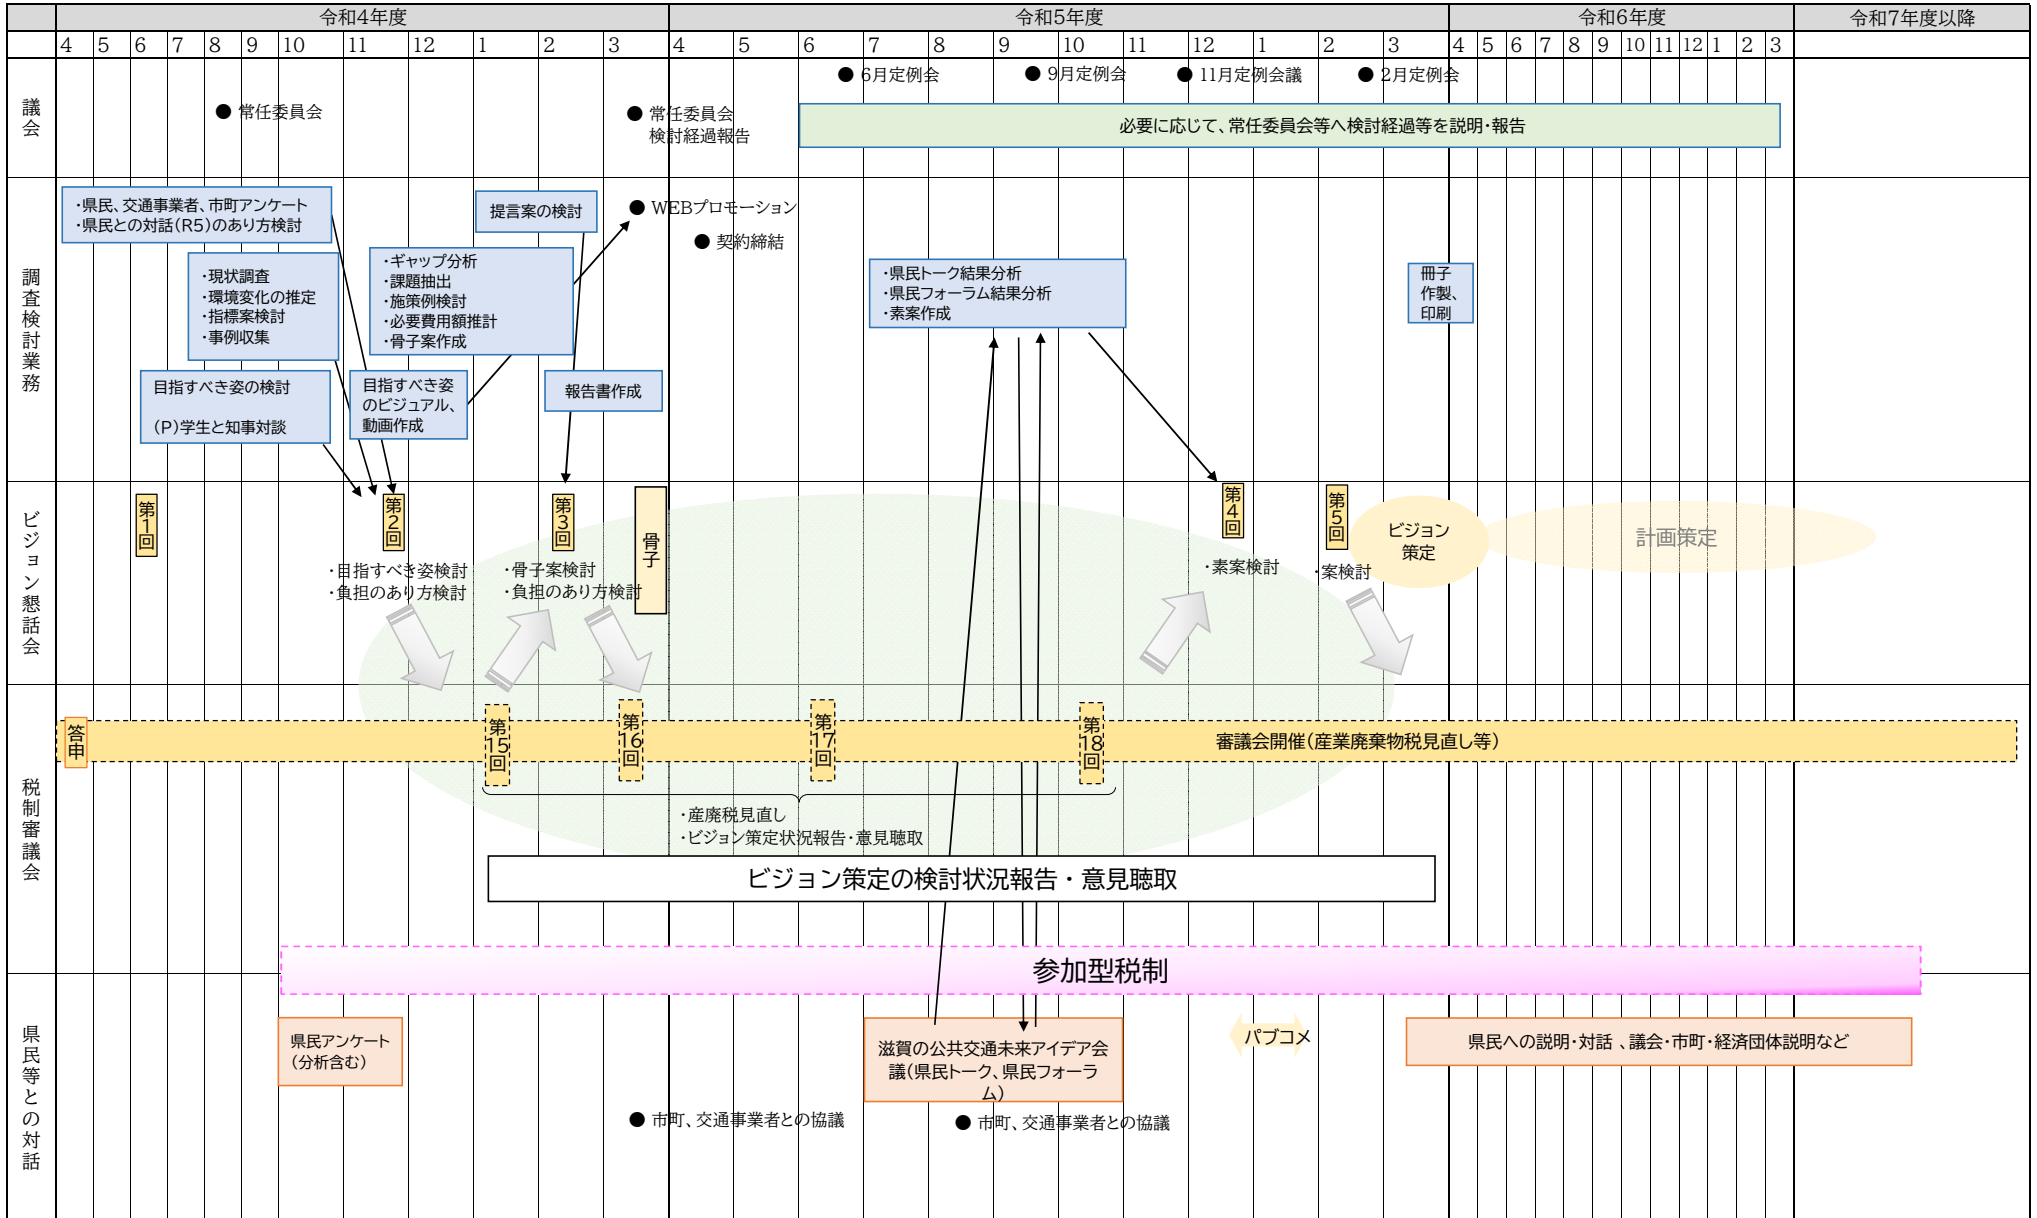 令和4年度
令和5年度
令和6年度
令和7年度以降
4 5 6 7 8 9 10 11 12 1 2 3 4 5 6 7 8 9 10 11 12 1 2 3 4 5 6 7 8 9 10 11 12 1 2 3
議会
● 6月定例会
● 9月定例会
● 11月定例会議
● 2月定例会
● 常任委員会
● 常任委員会
検討経過報告
必要に応じて、常任委員会等へ検討経過等を説明・報告
調査検討業務
・県民、交通事業者、市町アンケート
・県民との対話(R5)のあり方検討
・現状調査
・環境変化の推定
・指標案検討
・事例収集
目指すべき姿の検討
(P)学生と知事対談
・ギャップ分析
・課題抽出
・施策例検討
・必要費用額推計
・骨子案作成
目指すべき姿
のビジュアル、
動画作成
提言案の検討
報告書作成
● WEBプロモーション
● 契約締結
・県民トーク結果分析
・県民フォーラム結果分析
・素案作成
冊子
作製、
印刷
ビジョン懇話会
第1回
第2回
・目指すべき姿検討
・負担のあり方検討
第3回
・骨子案検討
・負担のあり方検討
骨子
第4回
・素案検討
第5回
・案検討
ビジョン
策定
計画策定
税制審議会
答申
第15回
第16回
第17回
第18回
審議会開催(産業廃棄物税見直し等)
・産廃税見直し
・ビジョン策定状況報告・意見聴取
ビジョン策定の検討状況報告・意見聴取
参加型税制
県民等との対話
県民アンケート
(分析含む)
滋賀の公共交通未来アイデア会
議(県民トーク、県民フォーラ
ム)
パブコメ
県民への説明・対話 、議会・市町・経済団体説明など
● 市町、交通事業者との協議
● 市町、交通事業者との協議